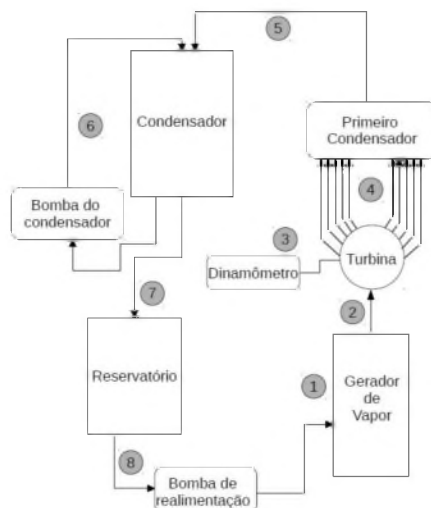 5
6
Condensador
Primeiro
Condensador
4
Bomba do
condensador
3
Turbina
Dinamômetro
7
2
Reservatório
1
Gerador
de
Vapor
8
Bomba de
realimentação